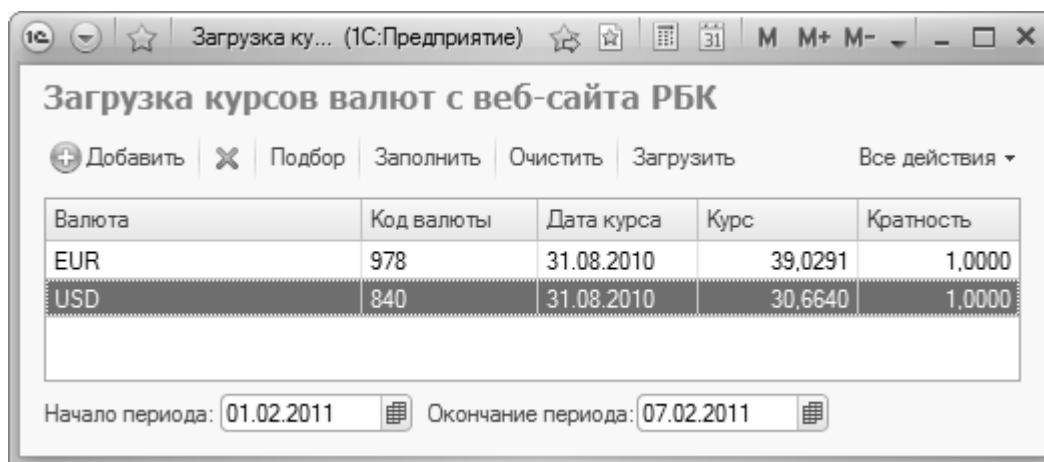 1С Загрузка ку... (1С:Предприятие) 31 M M+ M-
Загрузка курсов валют с веб-сайта РБК
Добавить Подбор Заполнить Очистить Загрузить Все действия
Валюта Код валюты Дата курса Курс Кратность
EUR 978 31.08.2010 39,0291 1,0000
USD 840 31.08.2010 30,6640 1,0000
Начало периода: 01.02.2011 Окончание периода: 07.02.2011